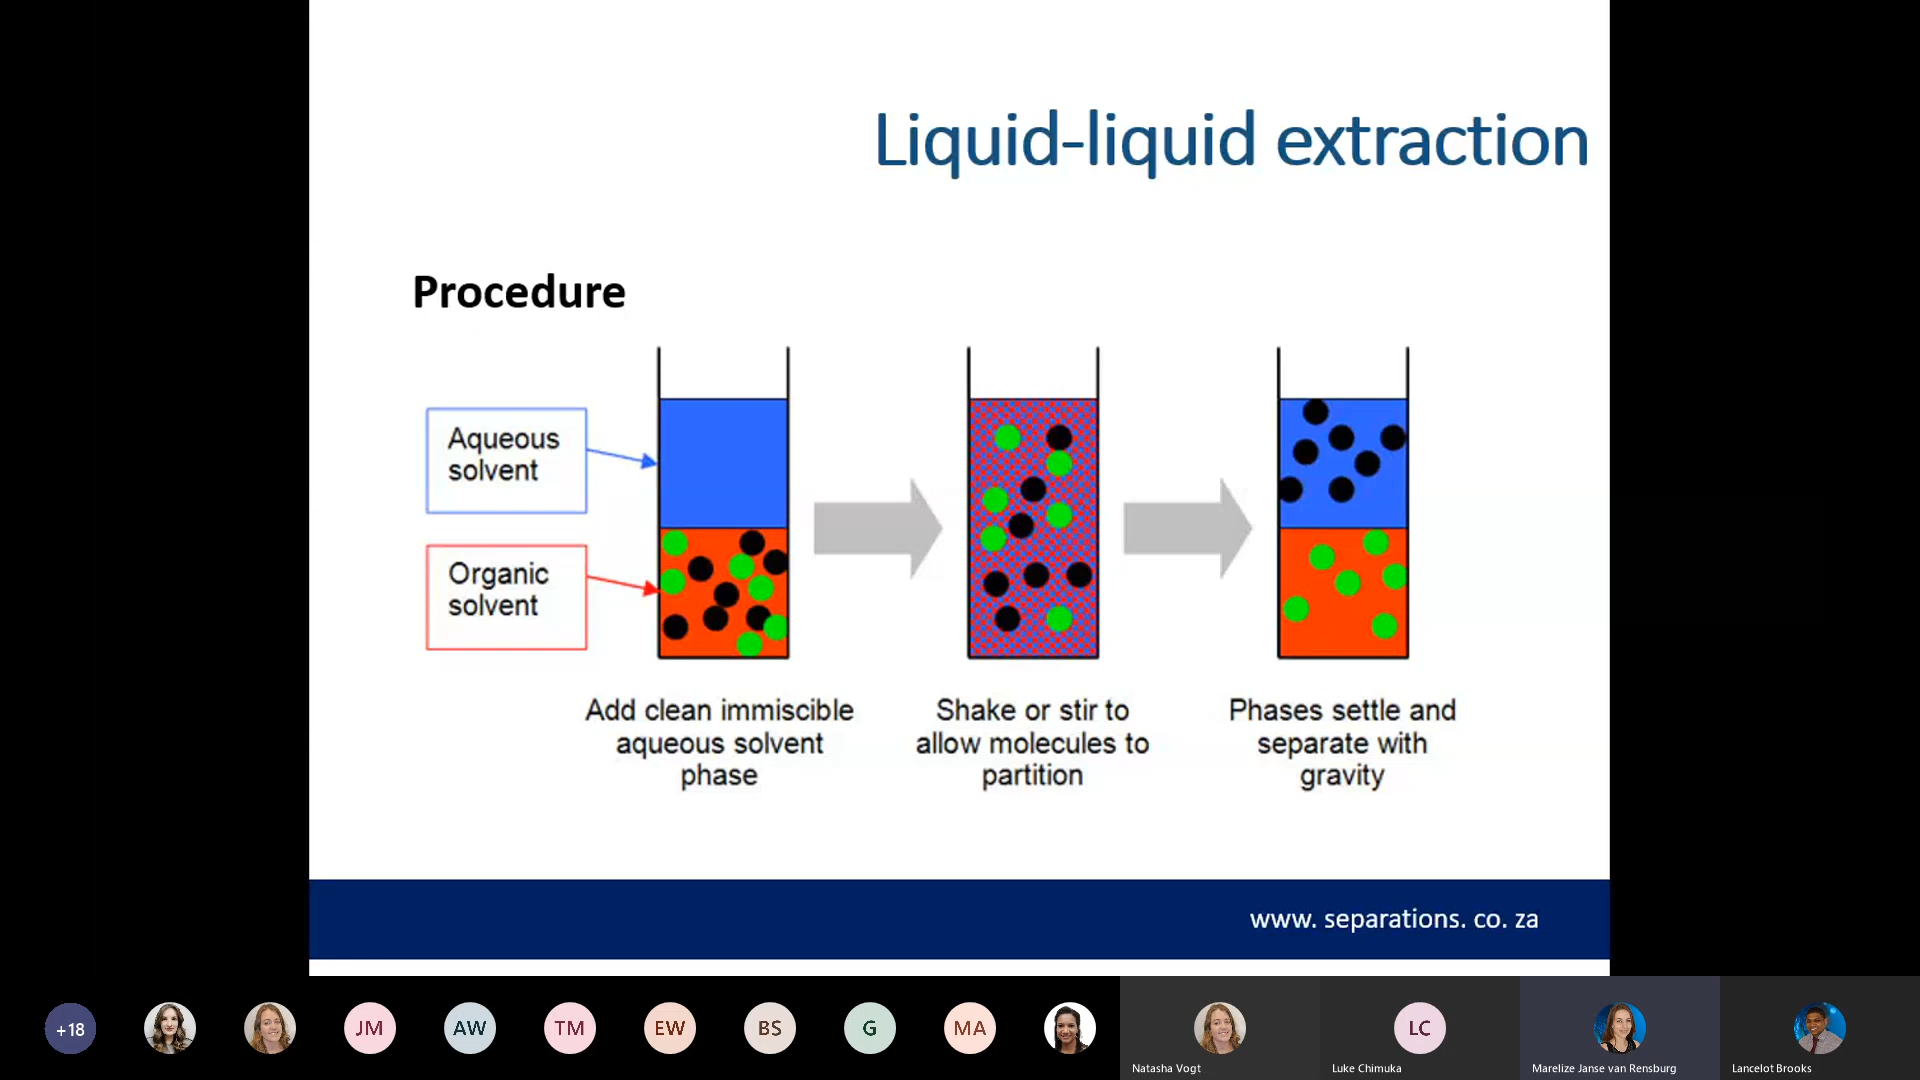 Liquid-liquid extraction
Procedure
Aqueous
solvent
Organic
solvent
Add clean immiscible
aqueous solvent
phase
Shake or stir to
allow molecules to
partition
Phases settle and
separate with
gravity
www. separations. co. za
+18
JM
AW
TM
EW
BS
G
MA
LC
Natasha Vogt
Luke Chimuka
Marelize Janse van Rensburg
Lancelot Brooks